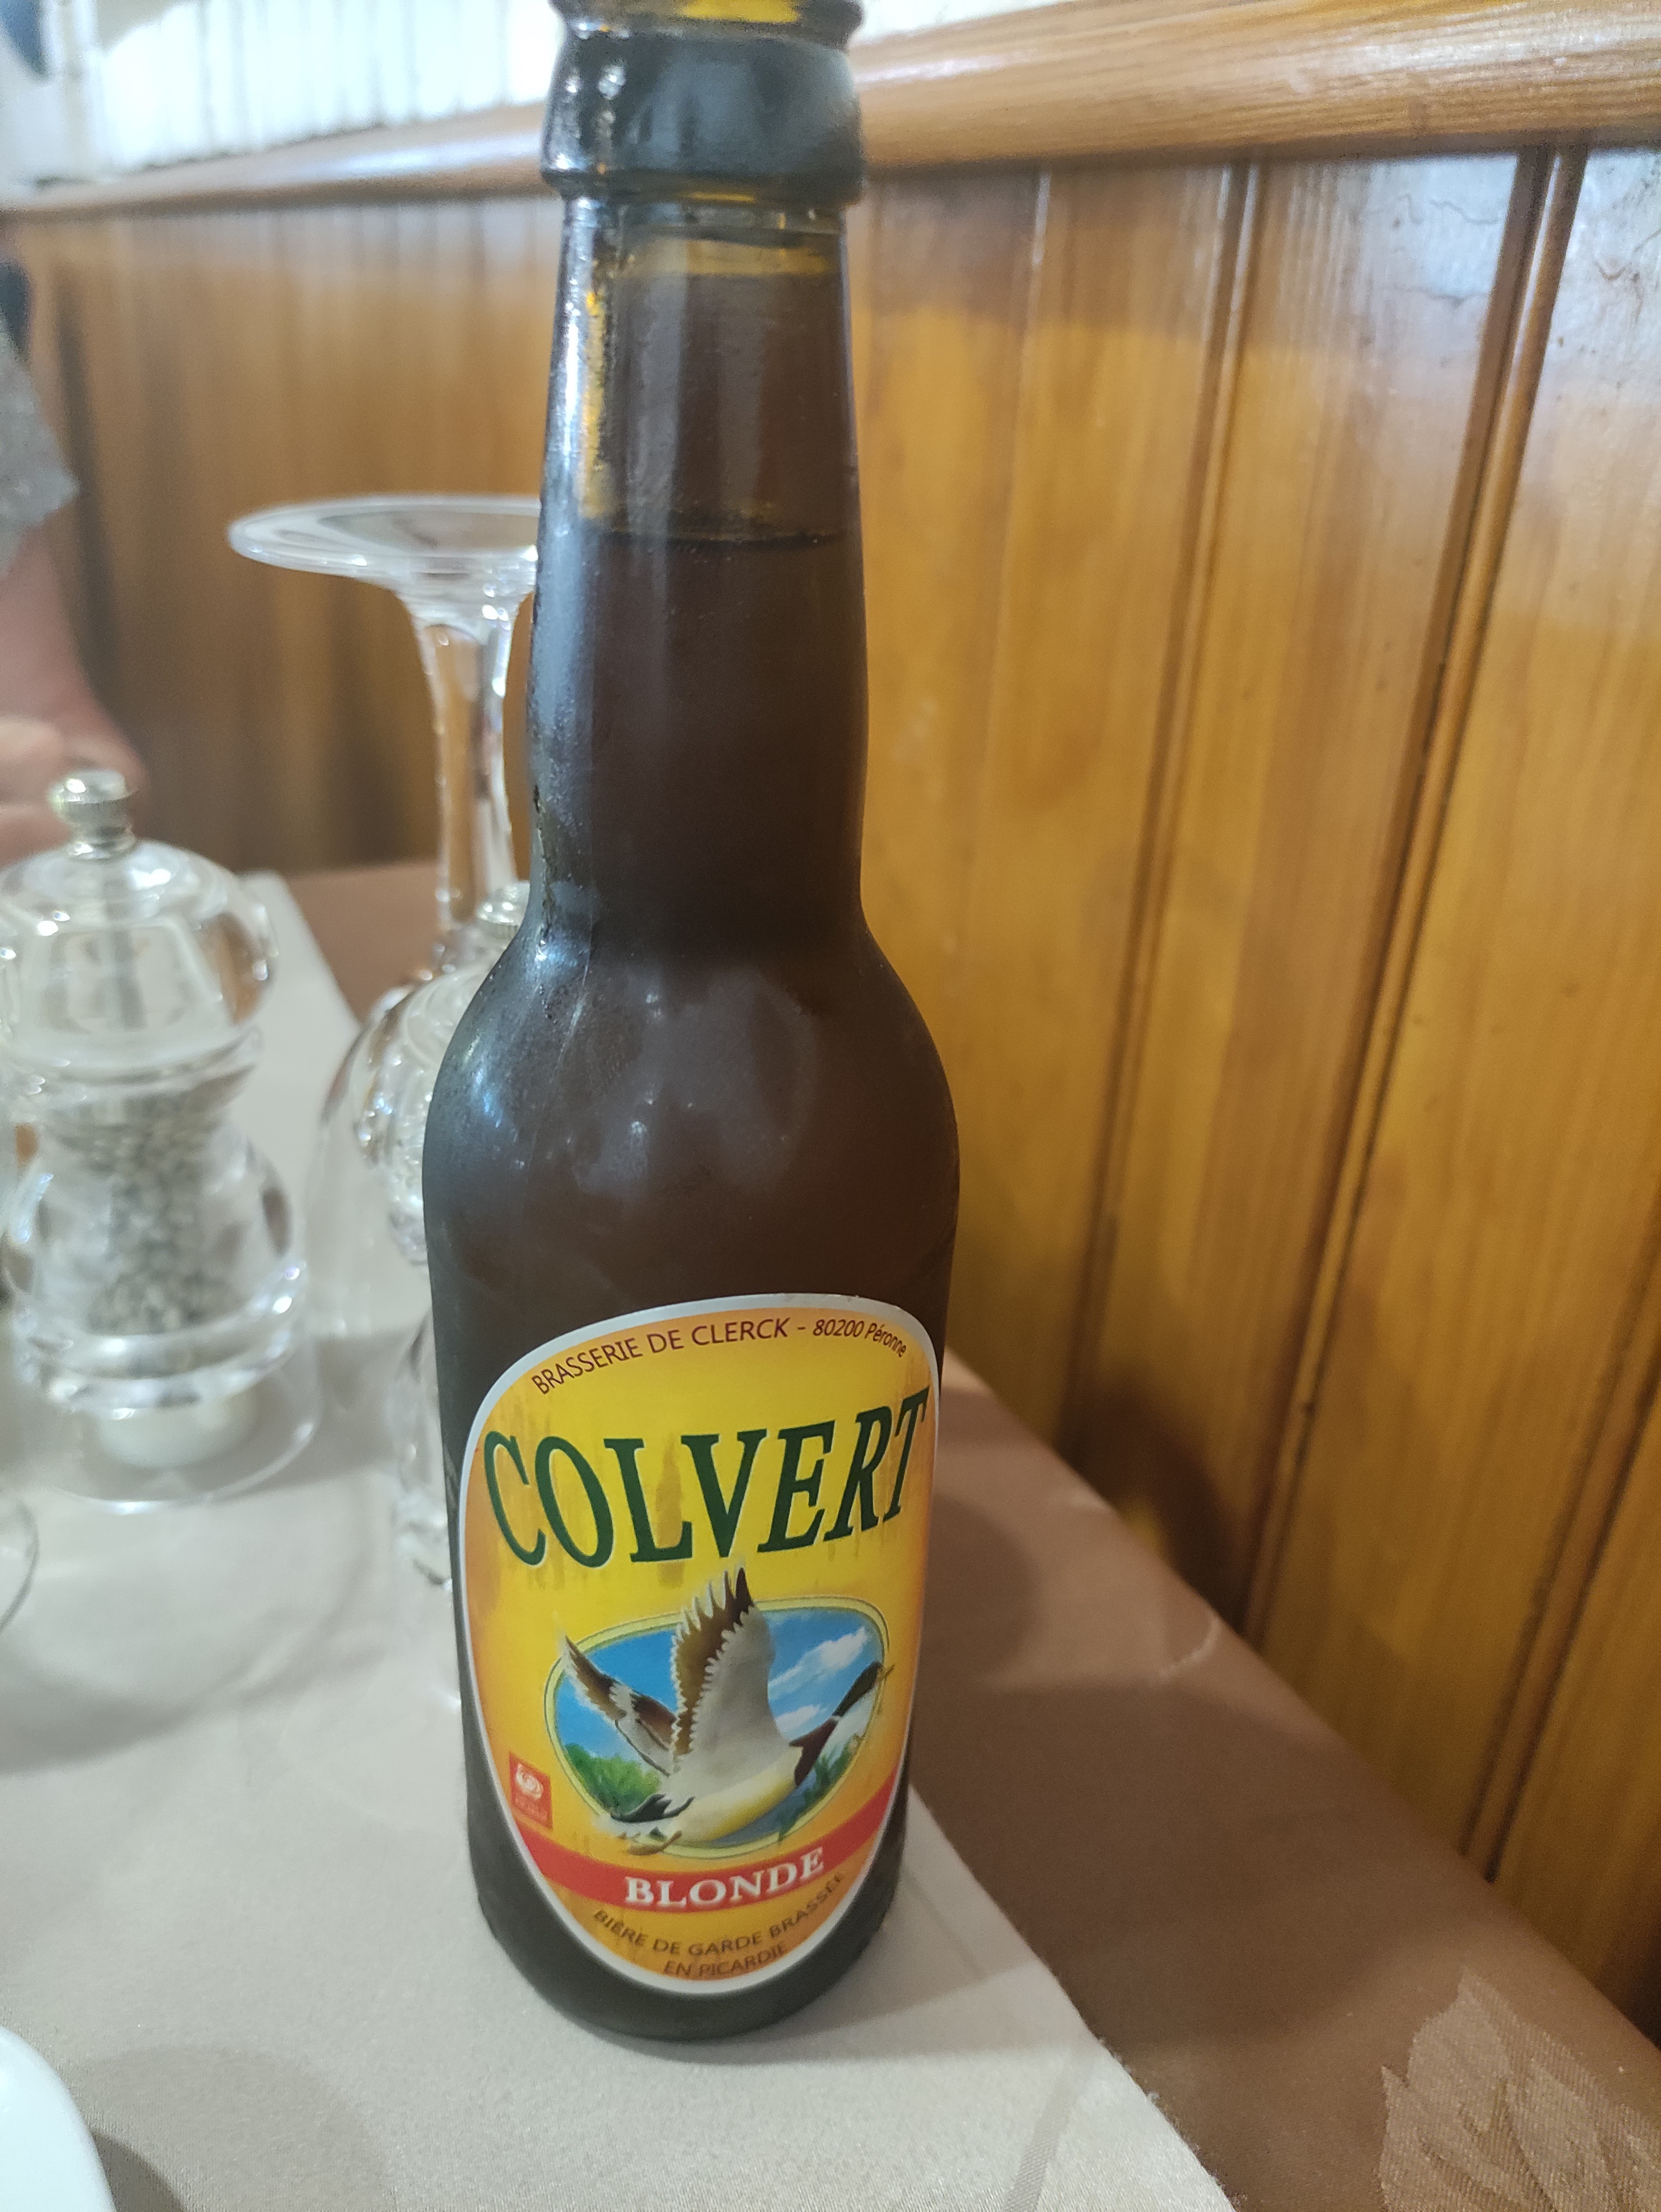 BRASSERIE DE CLERCK - 80200 Péronne
COLVERT
BLONDE
BIÈRE DE GARDE BRASSÉE
EN PICARDIE